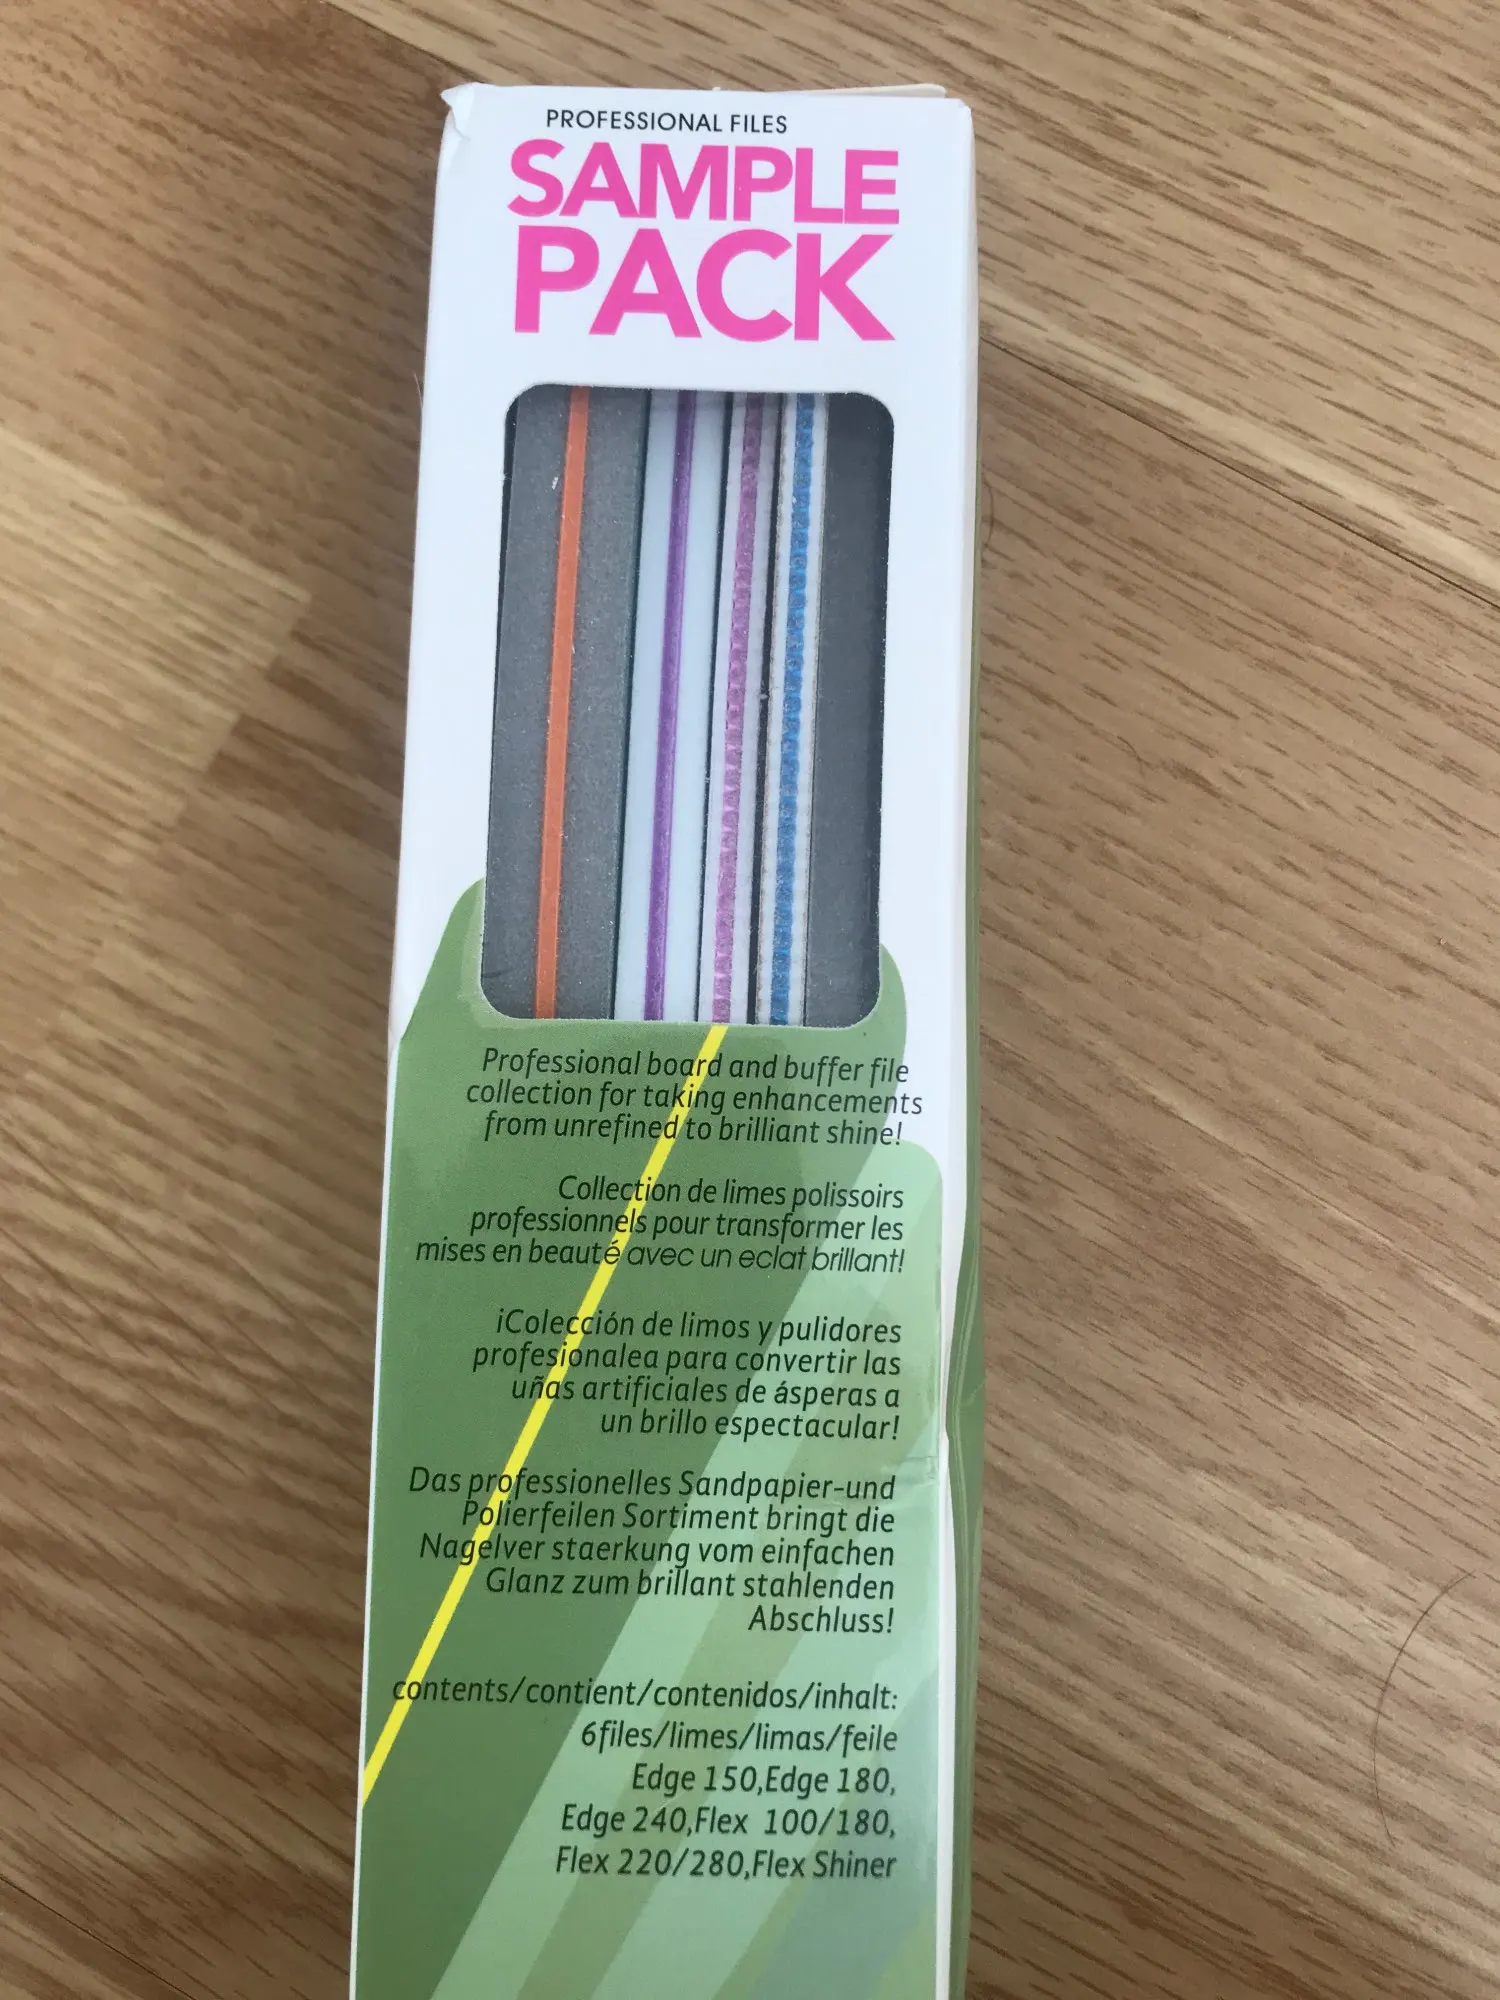 PROFESSIONAL FILES
SAMPLE
PACK
Professional board and buffer file
collection for taking enhancements
from unrefined to brilliant shine!
Collection de limes polissoirs
professionnels pour transformer les
mises en beauté avec un eclat brillant!
¡Colección de limos y pulidores
profesionalea para convertir las
uñas artificiales de ásperas a
un brillo espectacular!
Das professionelles Sandpapier-und
Polierfeilen Sortiment bringt die
Nagelver staerkung vom einfachen
Glanz zum brillant stahlenden
Abschluss!
contents/contient/contenidos/inhalt:
6files/limes/limas/feile
Edge 150,Edge 180,
Edge 240,Flex 100/180,
Flex 220/280,Flex Shiner